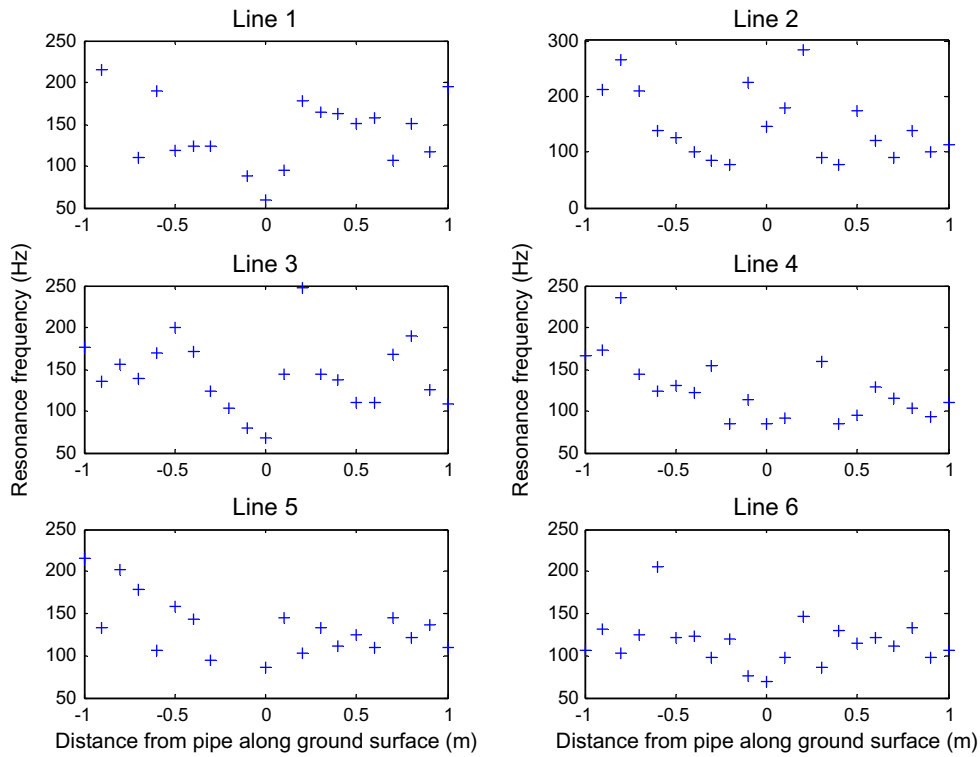 Line 1
250
200
150
100
50
-1 -0.5 0 0.5 1
Line 2
300
200
100
0
-1 -0.5 0 0.5 1
Resonance frequency (Hz)
Line 3
250
200
150
100
50
-1 -0.5 0 0.5 1
Resonance frequency (Hz)
Line 4
250
200
150
100
50
-1 -0.5 0 0.5 1
Line 5
250
200
150
100
50
-1 -0.5 0 0.5 1
Distance from pipe along ground surface (m)
Line 6
250
200
150
100
50
-1 -0.5 0 0.5 1
Distance from pipe along ground surface (m)